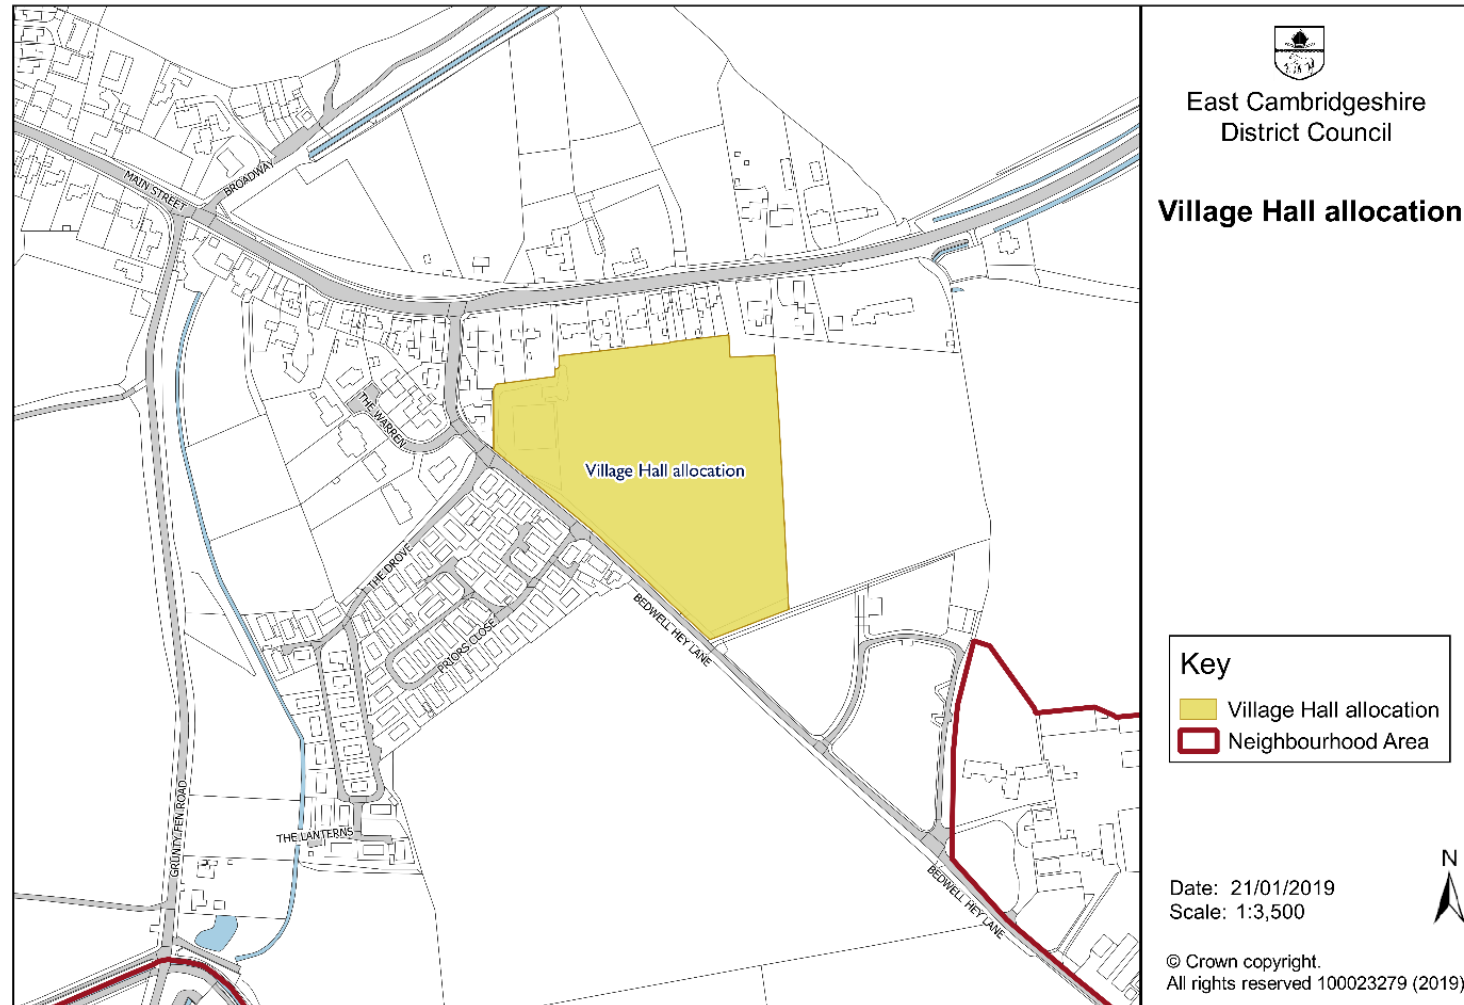 East Cambridgeshire
District Council
Village Hall allocation
MAIN STREET
BROADWAY
THE WARREN
Village Hall allocation
THE DROVE
PRIORS CLOSE
BEDWELL HEY LANE
GRUNTY FEN ROAD
THE LANTERNS
BEDWELL HEY LANE
Key
Village Hall allocation
Neighbourhood Area
N
Date: 21/01/2019
Scale: 1:3,500
© Crown copyright.
All rights reserved 100023279 (2019)